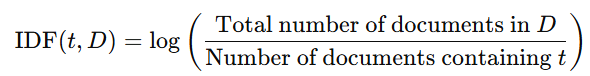 IDF(t, D) = log ( Total number of documents in D / Number of documents containing t )